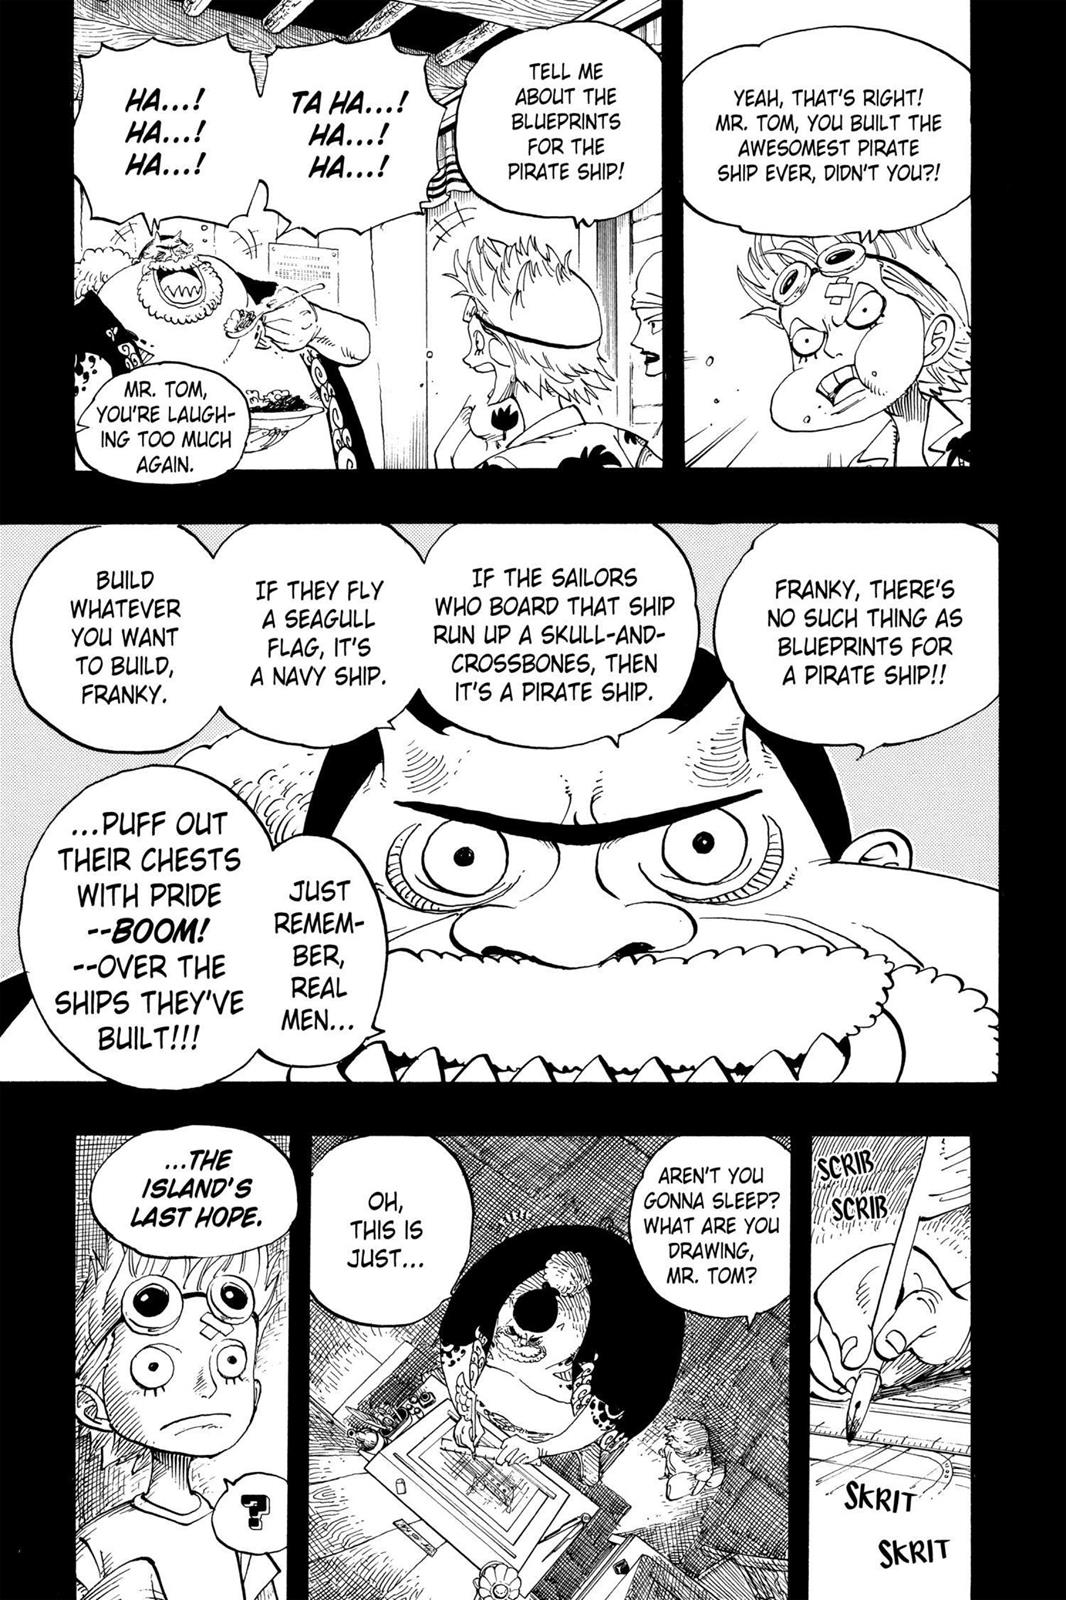 YEAH, THAT'S RIGHT!
MR. TOM, YOU BUILT THE
AWESOMEST PIRATE
SHIP EVER, DIDN'T YOU?!
TELL ME
ABOUT THE
BLUEPRINTS
FOR THE
PIRATE SHIP!
TA HA...!
HA...!
HA...!
HA...!
HA...!
HA...!
MR. TOM,
YOU'RE LAUGH-
ING TOO MUCH
AGAIN.
FRANKY, THERE'S
NO SUCH THING AS
BLUEPRINTS FOR
A PIRATE SHIP!!
IF THE SAILORS
WHO BOARD THAT SHIP
RUN UP A SKULL-AND-
CROSSBONES, THEN
IT'S A PIRATE SHIP.
IF THEY FLY
A SEAGULL
FLAG, IT'S
A NAVY SHIP.
BUILD
WHATEVER
YOU WANT
TO BUILD,
FRANKY.
JUST
REMEM-
BER,
REAL
MEN...
...PUFF OUT
THEIR CHESTS
WITH PRIDE
--BOOM!
--OVER THE
SHIPS THEY'VE
BUILT!!!
SCRIB
SCRIB
SKRIT
SKRIT
AREN'T YOU
GONNA SLEEP?
WHAT ARE YOU
DRAWING,
MR. TOM?
OH,
THIS IS
JUST...
...THE
ISLAND'S
LAST HOPE.
?